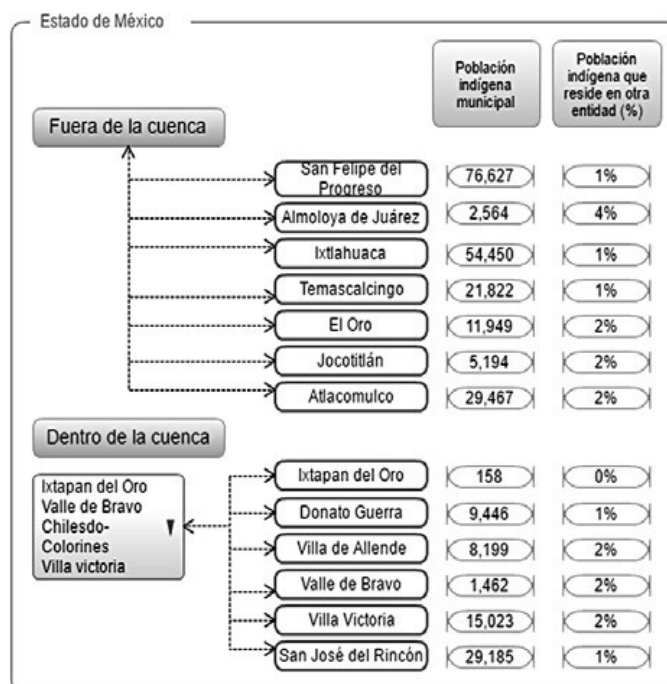 Estado de México
Población
indígena
municipal
Población
indígena que
reside en otra
entidad (%)
Fuera de la cuenca
San Felipe del
Progreso
76,627
1%
Almoloya de Juárez
2,564
4%
Ixtlahuaca
54,450
1%
Temascalcingo
21,822
1%
El Oro
11,949
2%
Jocotitlán
5,194
2%
Atlacomulco
29,467
2%
Dentro de la cuenca
Ixtapan del Oro
Valle de Bravo
Chilesdo-
Colorines
Villa victoria
Ixtapan del Oro
158
0%
Donato Guerra
9,446
1%
Villa de Allende
8,199
2%
Valle de Bravo
1,462
2%
Villa Victoria
15,023
2%
San José del Rincón
29,185
1%